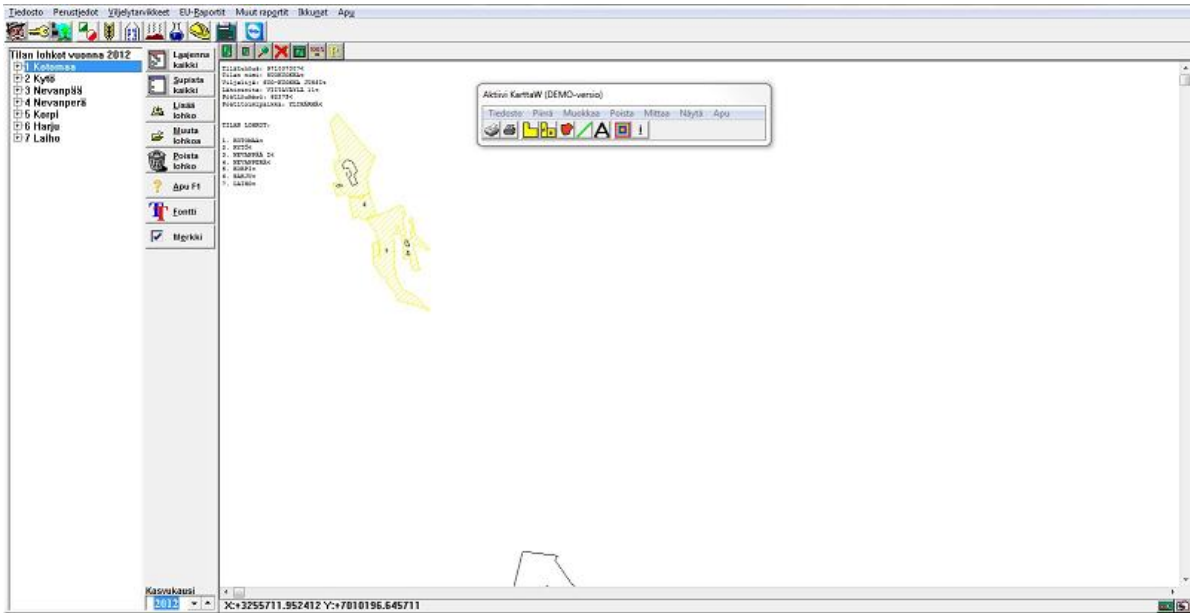 Tiedosto Perustiedot Viljelytarvikkeet EU-Raportit Muut raportit Ikkunat Apu
Tilan lohkot vuonna 2012
1 Kotomaa
2 Kytö
3 Nevanpää
4 Nevanperä
5 Korpi
6 Harju
7 Laiho
Laajenna kaikki
Supista kaikki
Lisää lohko
Muuta lohkoa
Poista lohko
Apu F1
Fontti
Merkki
TILAN LOHKOT:
Aktiivi KarttaW (DEMO-versio)
Tiedosto Piirrä Muokkaa Poista Mittaa Näytä Apu
A
Kasvukausi
2012
X:+3255711.952412 Y:+7010196.645711